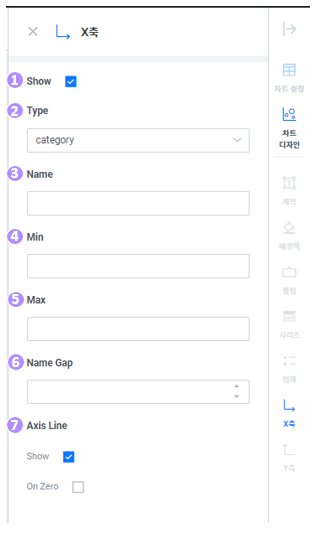 X축
1 Show
2 Type
category
3 Name
4 Min
5 Max
6 Name Gap
7 Axis Line
Show
On Zero
차트 설정
차트
디자인
제목
배경색
툴팁
시리즈
범례
X축
Y축